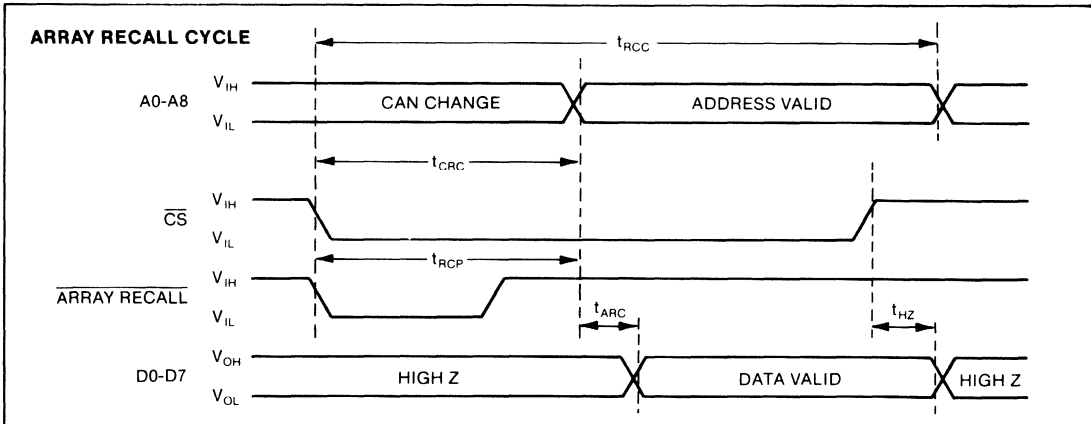 ARRAY RECALL CYCLE
tRCC
A0-A8
VIH
CAN CHANGE
ADDRESS VALID
VIL
tCRC
CS
VIH
VIL
tRCP
ARRAY RECALL
VIH
VIL
tARC
tHZ
D0-D7
VOH
HIGH Z
DATA VALID
HIGH Z
VOL